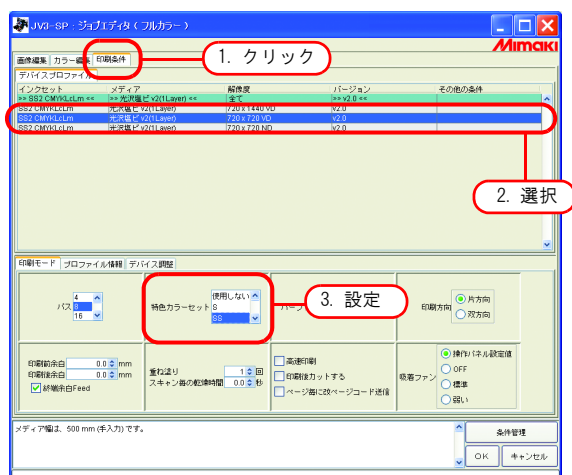 JV3-SP : ジョブエディタ ( フルカラー )
Mimaki
画像編集 カラー編集 印刷条件
1. クリック
デバイスプロファイル
インクセット メディア 解像度 バージョン その他の条件
>> SS2 CMYKLcLm << >> 光沢塩ビ v2(1Layer) << 全て >> v2.0 <<
SS2 CMYKLcLm 光沢塩ビ v2(1Layer) 720 x 1440 VD v2.0
SS2 CMYKLcLm 光沢塩ビ v2(1Layer) 720 x 720 VD v2.0
SS2 CMYKLcLm 光沢塩ビ v2(1Layer) 720 x 720 ND v2.0
2. 選択
印刷モード プロファイル情報 デバイス調整
パス 4 8 16
特色カラーセット 使用しない S SS
3. 設定
印刷方向 片方向 双方向
印刷前余白 0.0 mm
印刷後余白 0.0 mm
終端余白Feed
重ね塗り 1 回
スキャン毎の乾燥時間 0.0 秒
高速印刷
印刷後カットする
ページ毎に改ページコード送信
吸着ファン 操作パネル設定値
OFF
標準
弱い
メディア幅は、500 mm (手入力) です。
条件管理
OK キャンセル